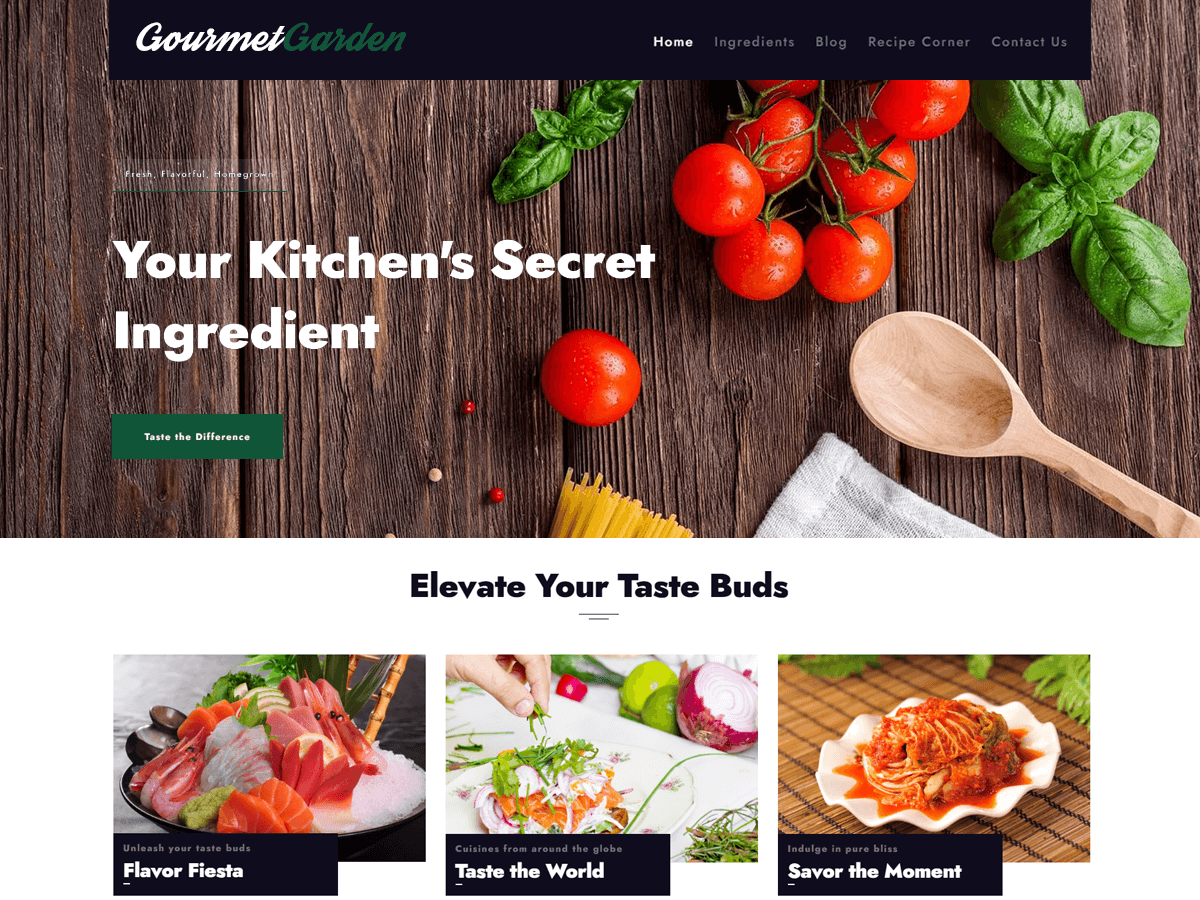 GourmetGarden
Home Ingredients Blog Recipe Corner Contact Us
Fresh, Flavorful, Homegrown
Your Kitchen's Secret
Ingredient
Taste the Difference
Elevate Your Taste Buds
Unleash your taste buds
Flavor Fiesta
Cuisines from around the globe
Taste the World
Indulge in pure bliss
Savor the Moment